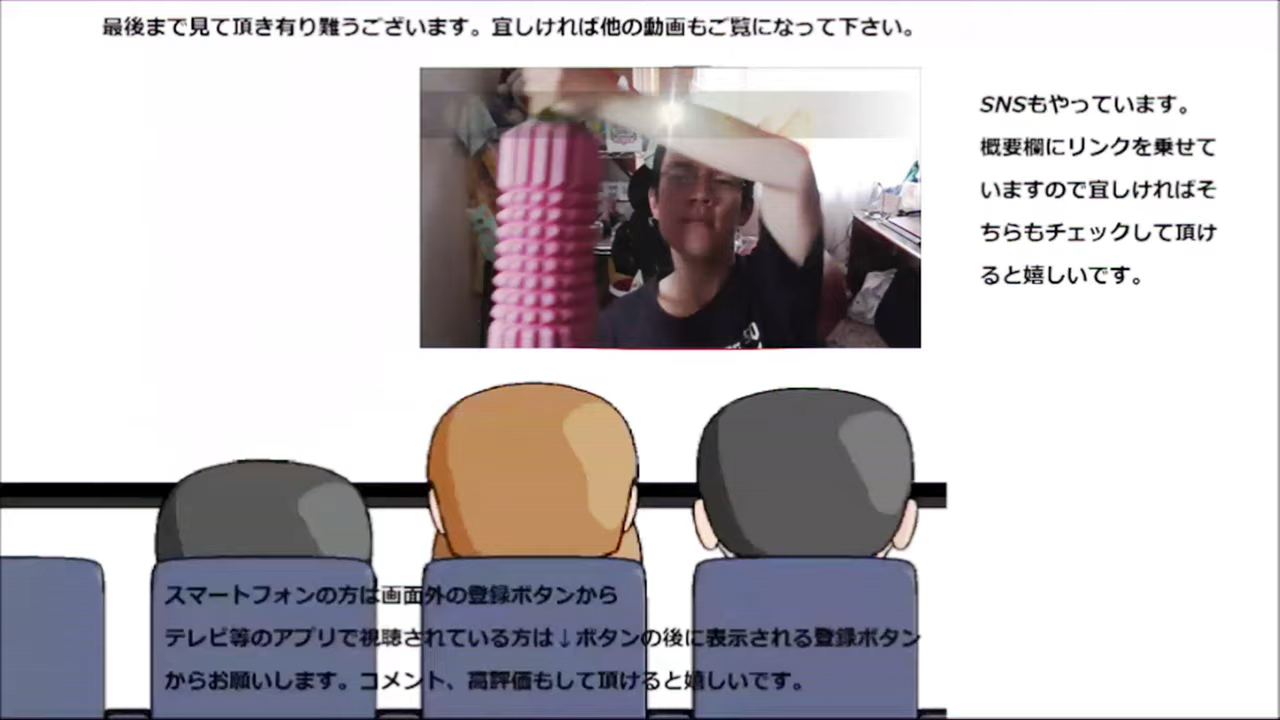 最後まで見て頂き有り難うございます。宜しければ他の動画もご覧になって下さい。
SNSもやっています。
概要欄にリンクを乗せて
いますので宜しければそ
ちらもチェックして頂け
ると嬉しいです。
スマートフォンの方は画面外の登録ボタンから
テレビ等のアプリで視聴されている方は↓ボタンの後に表示される登録ボタン
からお願いします。コメント、高評価もして頂けると嬉しいです。